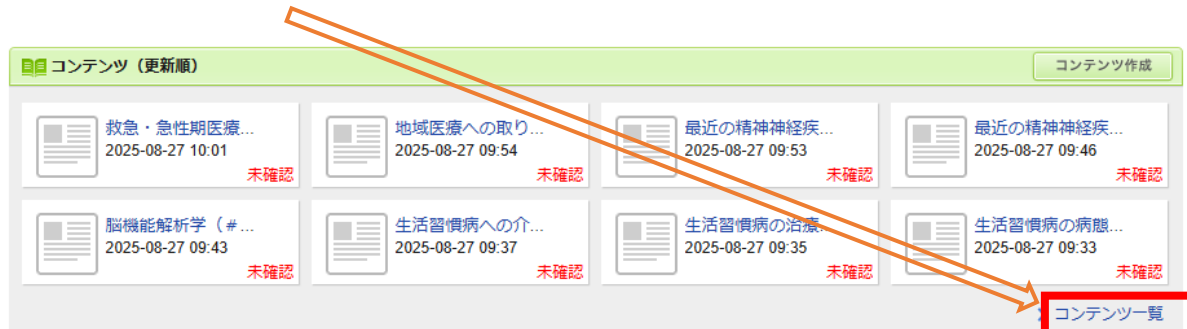 コンテンツ（更新順）
コンテンツ作成
救急・急性期医療...
2025-08-27 10:01
未確認
地域医療への取り...
2025-08-27 09:54
未確認
最近の精神神経疾...
2025-08-27 09:53
未確認
最近の精神神経疾...
2025-08-27 09:46
未確認
脳機能解析学（#...
2025-08-27 09:43
未確認
生活習慣病への介...
2025-08-27 09:37
未確認
生活習慣病の治療...
2025-08-27 09:35
未確認
生活習慣病の病態...
2025-08-27 09:33
未確認
コンテンツ一覧